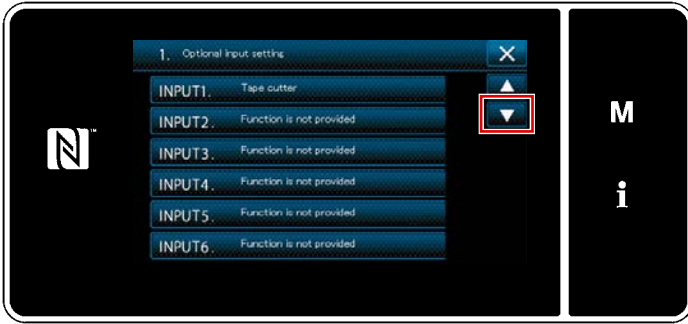 1. Optional input setting
INPUT1. Tape cutter
INPUT2. Function is not provided
INPUT3. Function is not provided
INPUT4. Function is not provided
INPUT5. Function is not provided
INPUT6. Function is not provided
M
i